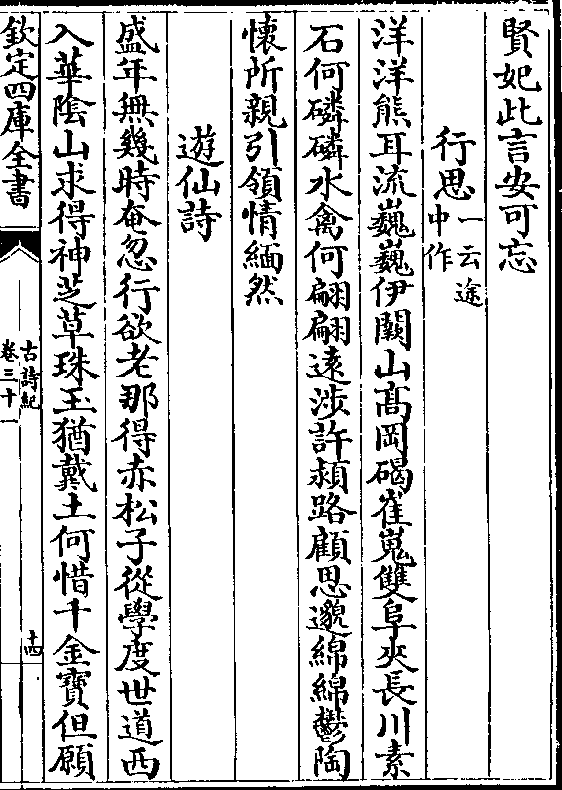 賢妃此言安可忘
行思一云途中作
洋洋熊耳流巍巍伊闕山高岡碣崔嵬雙阜夾長川素
石何磷磷水禽何翩翩遠涉許潁路顧思邈綿綿鬱陶
懷所親引領情緬然
遊仙詩
盛年無幾時奄忽行欲老那得赤松子從學度世道西
入華陰山求得神芝草珠玉猶戴土何惜千金寶但願
欽定四庫全書
古詩紀
卷三十一
十四